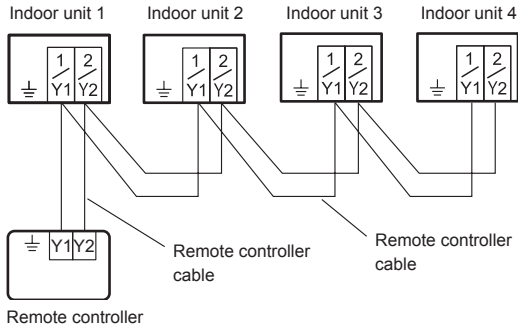 Indoor unit 1
Indoor unit 2
Indoor unit 3
Indoor unit 4
1 2
Y1 Y2
1 2
Y1 Y2
1 2
Y1 Y2
1 2
Y1 Y2
Y1 Y2
Remote controller
cable
Remote controller
cable
Remote controller